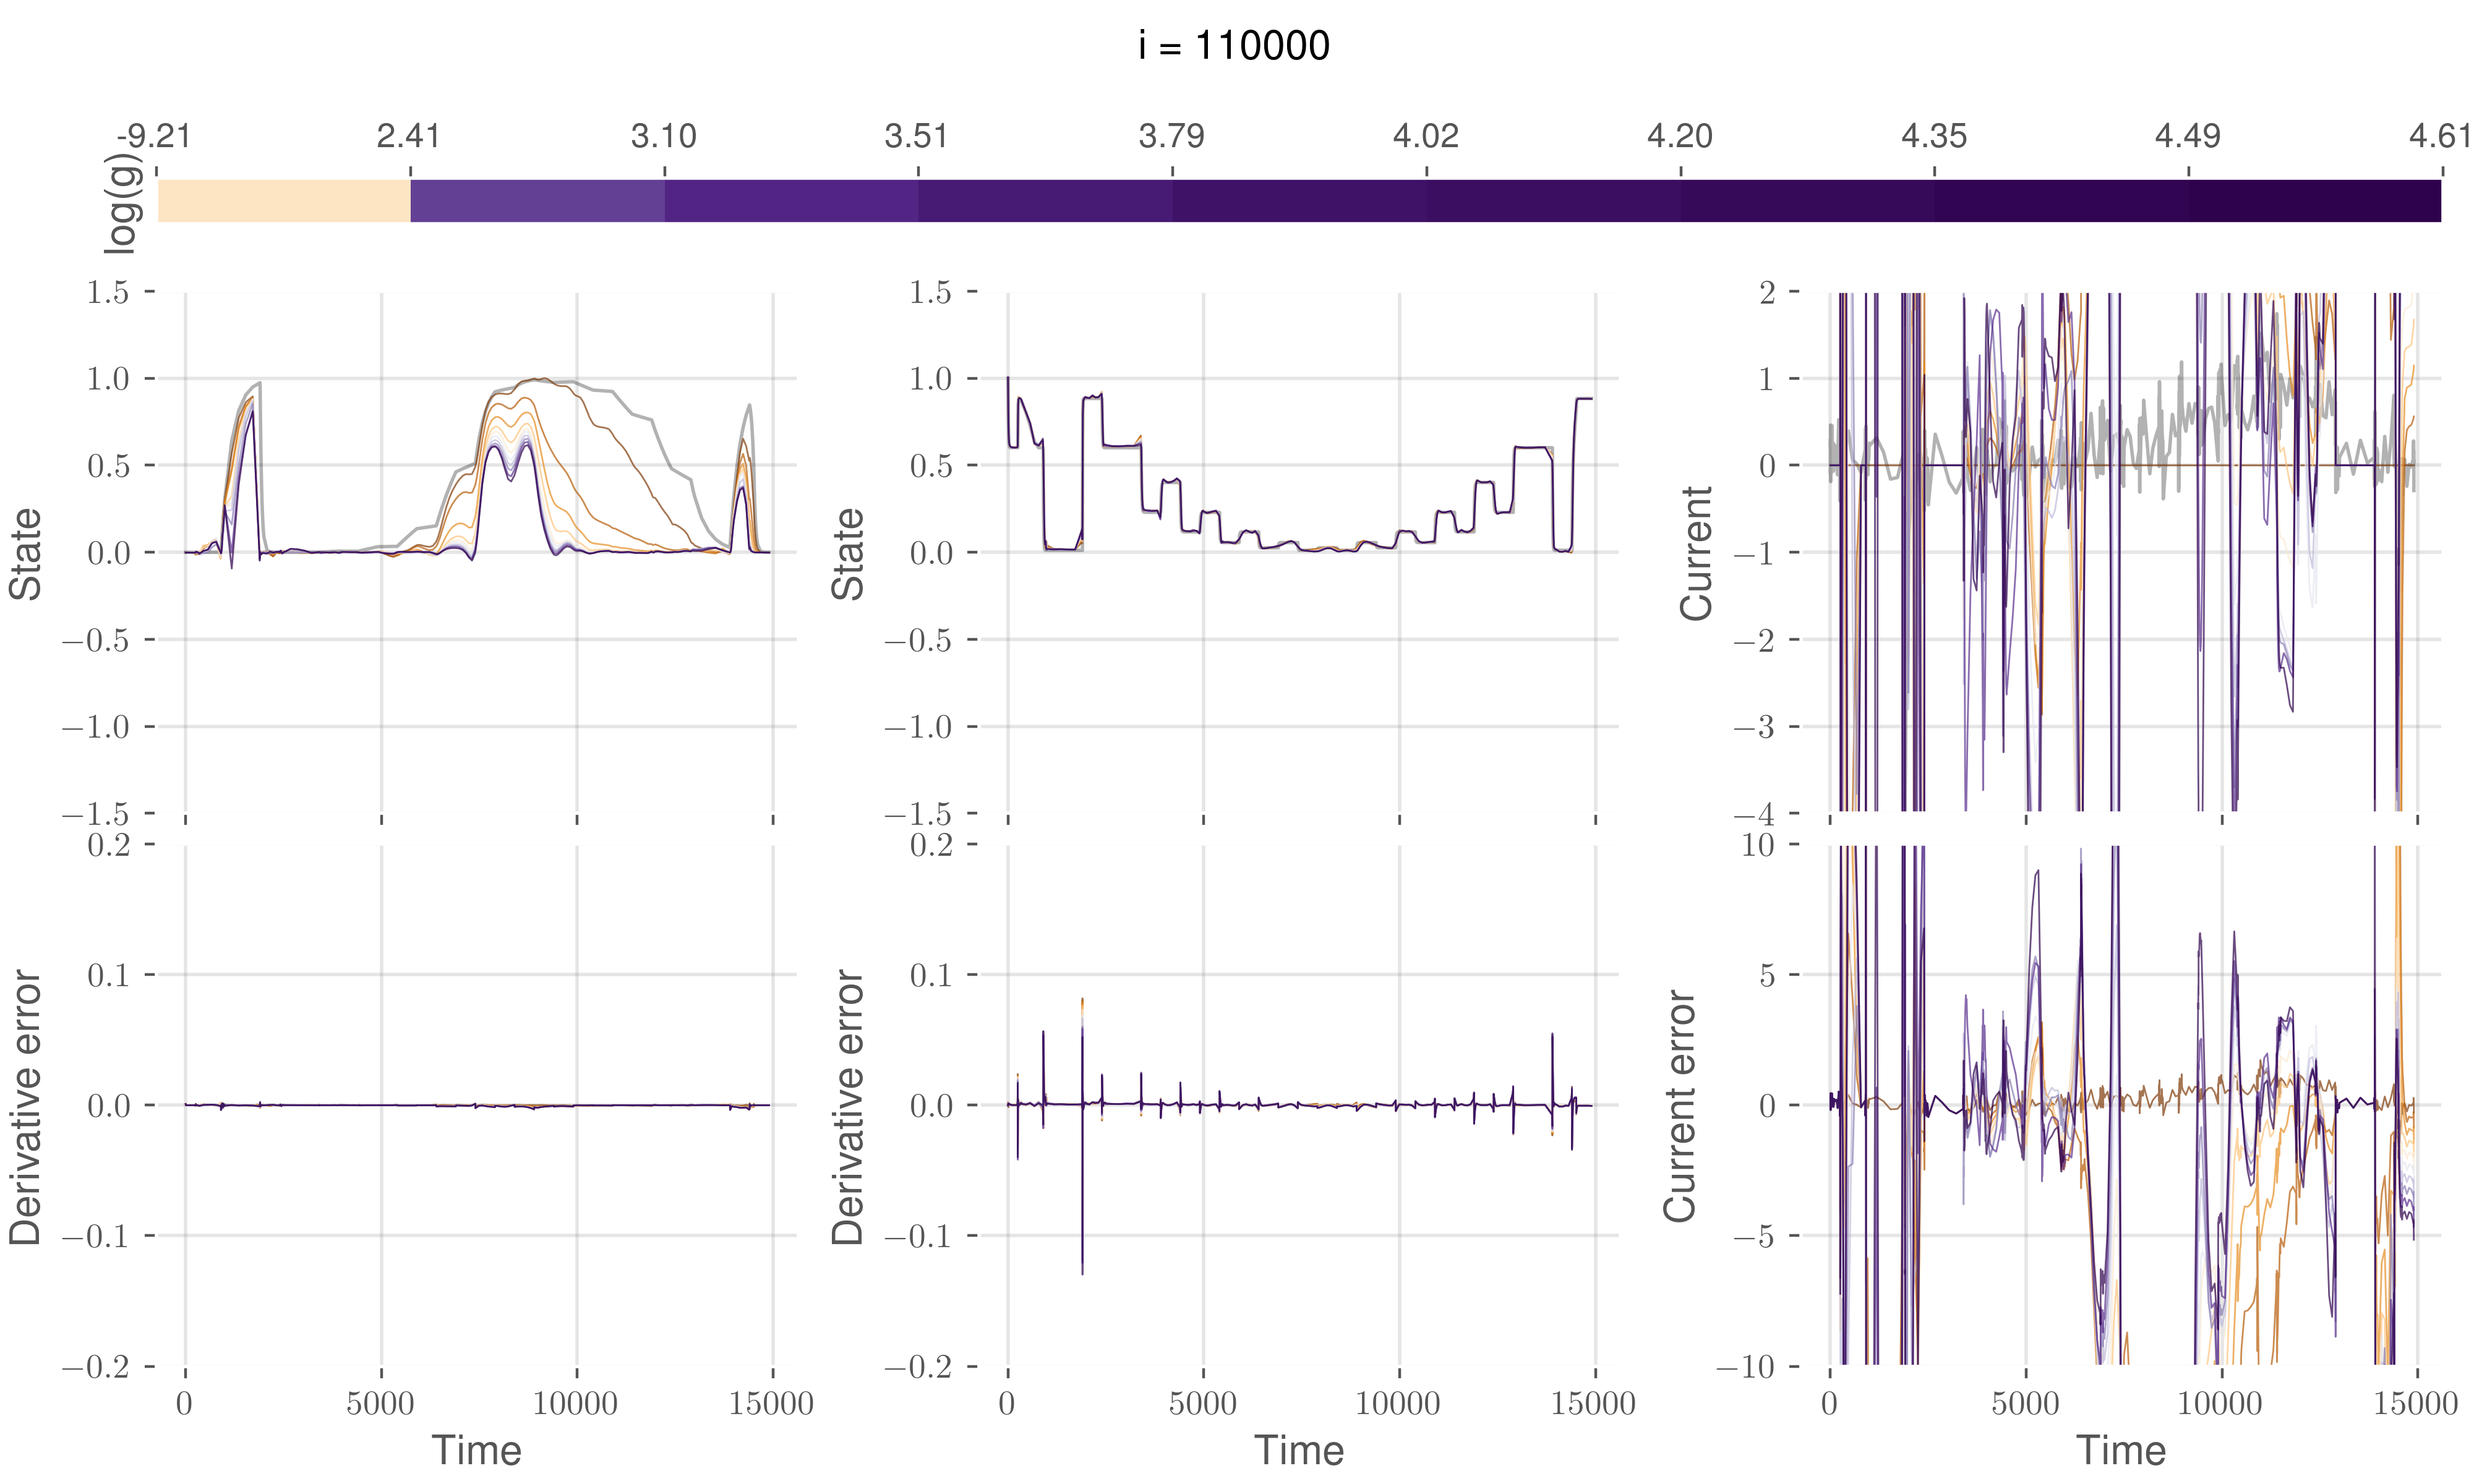 i = 110000
-9.21 2.41 3.10 3.51 3.79 4.02 4.20 4.35 4.49 4.61
log(g)
1.5 1.0 0.5 0.0 −0.5 −1.0 −1.5
State
1.5 1.0 0.5 0.0 −0.5 −1.0 −1.5
State
2 1 0 −1 −2 −3 −4
Current
0.2 0.1 0.0 −0.1 −0.2
Derivative error
0 5000 10000 15000
Time
0.2 0.1 0.0 −0.1 −0.2
Derivative error
0 5000 10000 15000
Time
10 5 0 −5 −10
Current error
0 5000 10000 15000
Time